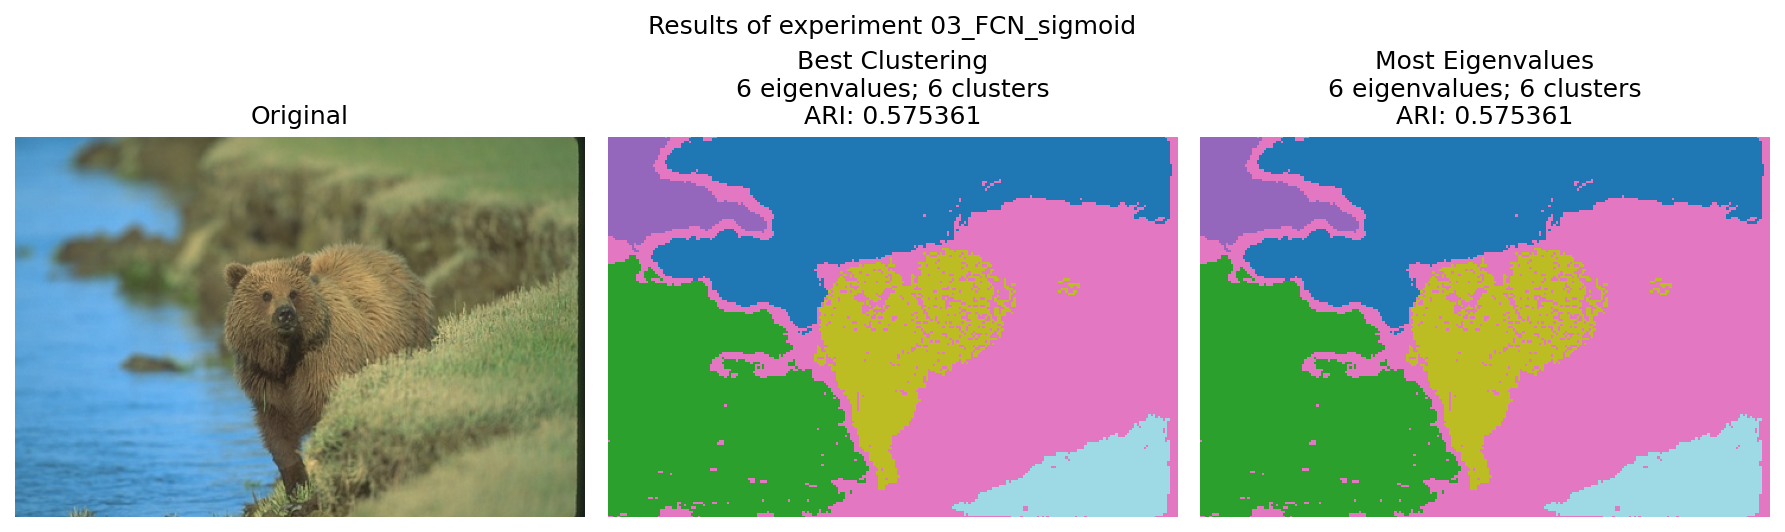 Results of experiment 03_FCN_sigmoid
Original
Best Clustering
6 eigenvalues; 6 clusters
ARI: 0.575361
Most Eigenvalues
6 eigenvalues; 6 clusters
ARI: 0.575361